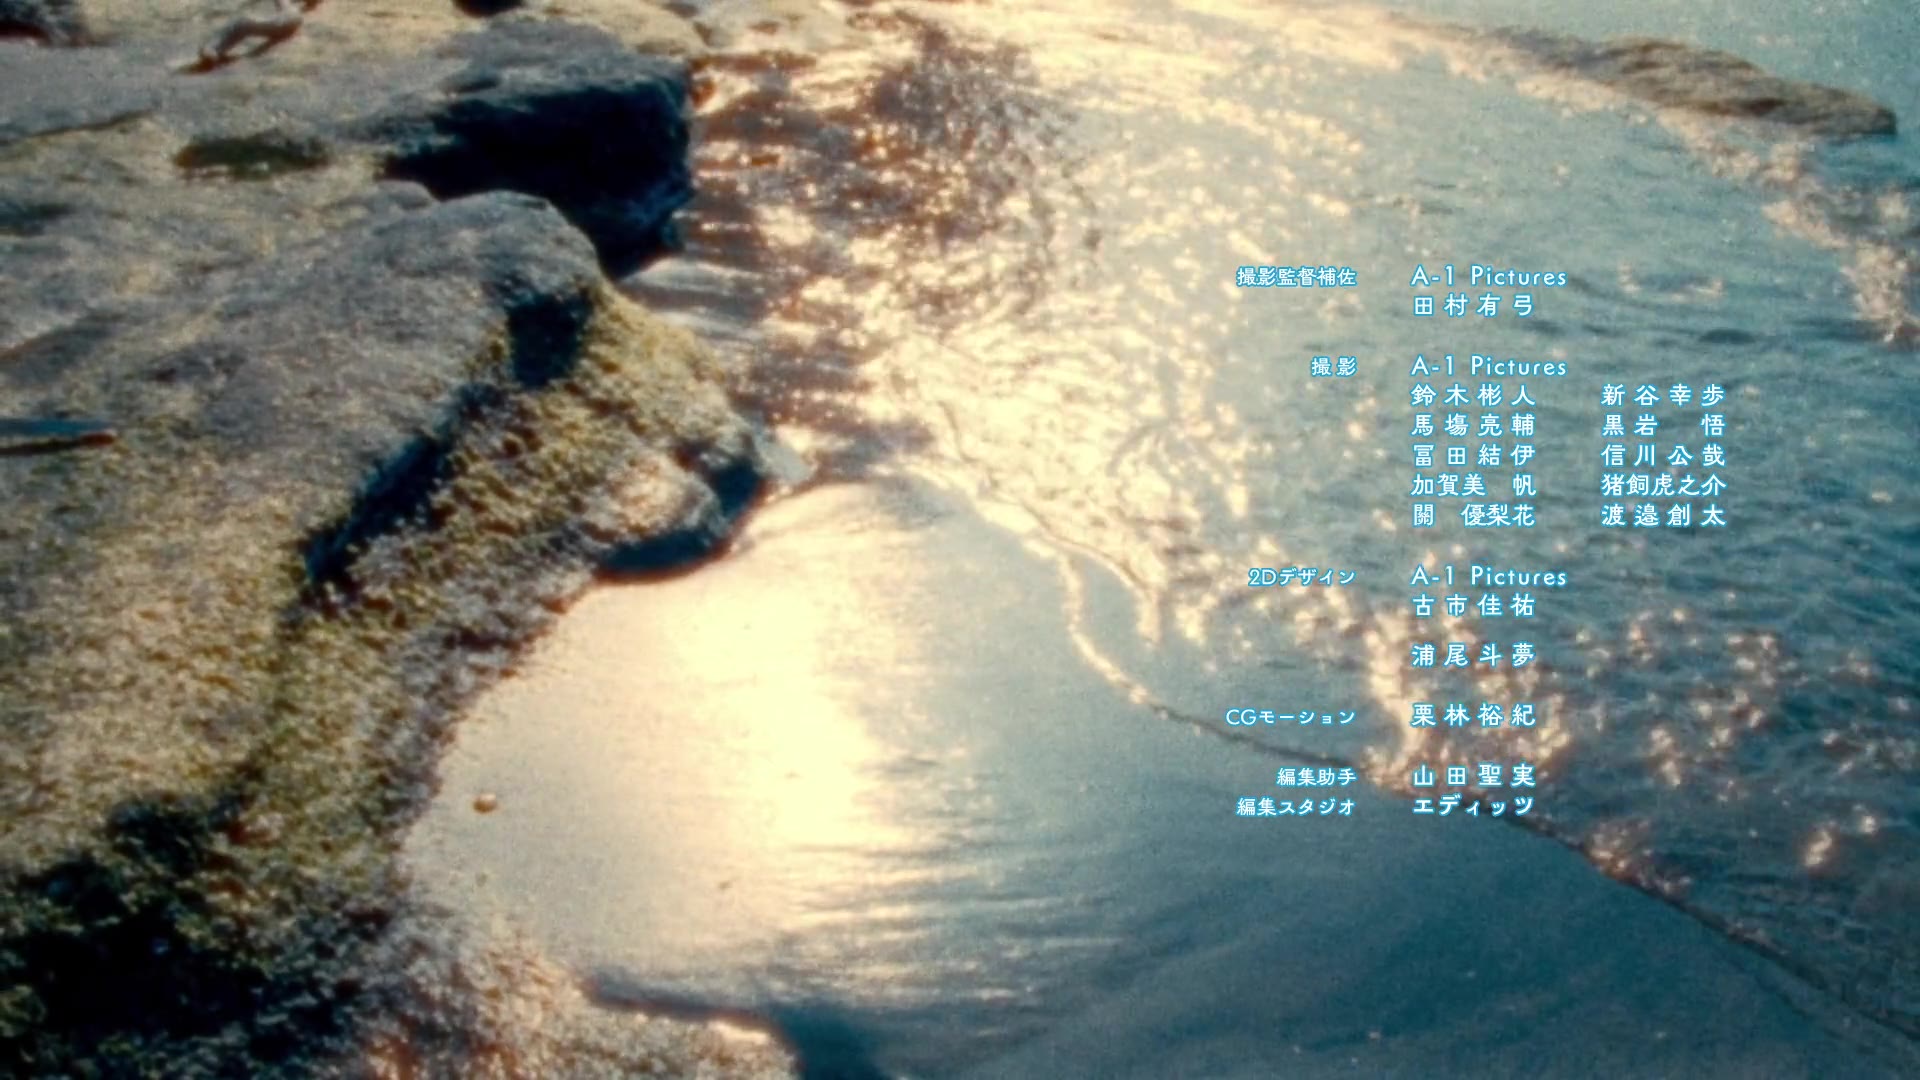 撮影監督補佐 A-1 Pictures
田村有弓
撮影 A-1 Pictures
鈴木彬人 新谷幸歩
馬塲亮輔 黒岩 悟
冨田結伊 信川公哉
加賀美 帆 猪飼虎之介
關 優梨花 渡邉創太
2Dデザイン A-1 Pictures
古市佳祐
浦尾斗夢
CGモーション 栗林裕紀
編集助手 山田聖実
編集スタジオ エディッツ